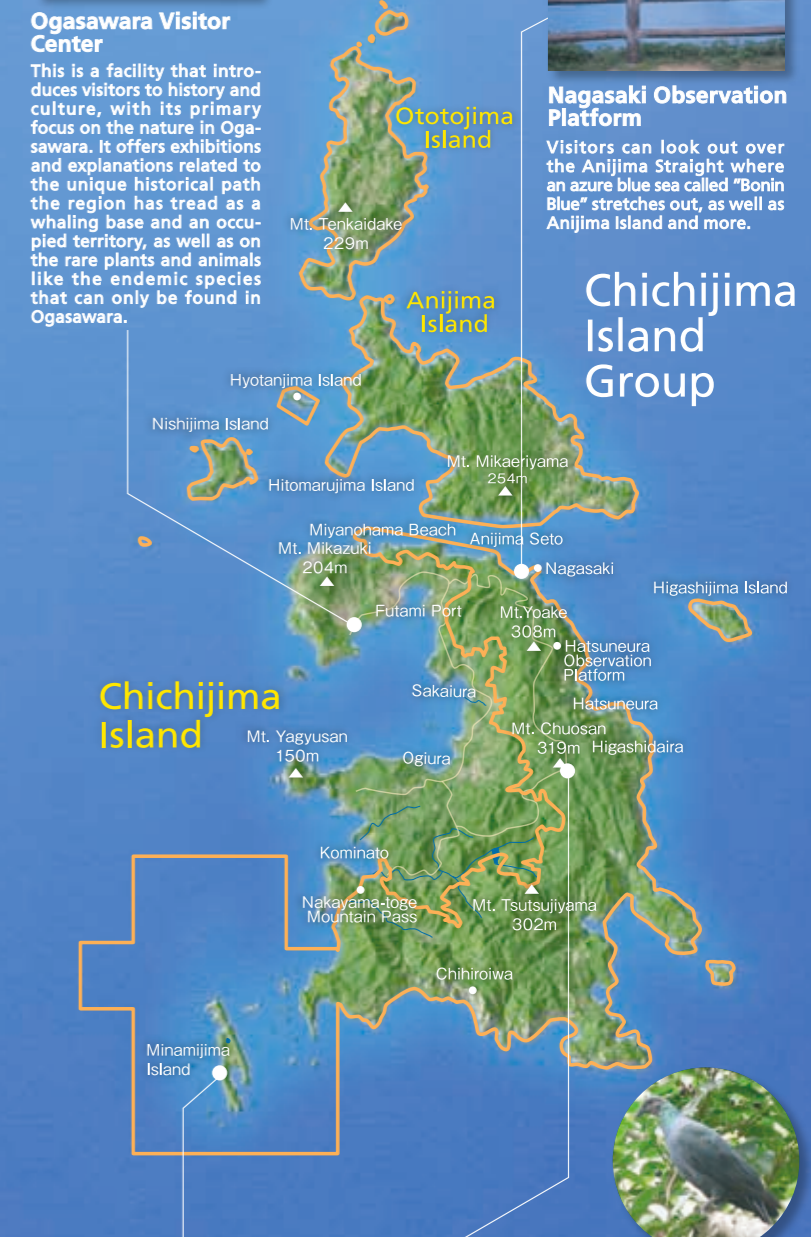 Ogasawara Visitor
Center
This is a facility that intro-
duces visitors to history and
culture, with its primary
focus on the nature in Oga-
sawara. It offers exhibitions
and explanations related to
the unique historical path
the region has tread as a
whaling base and an occu-
pied territory, as well as on
the rare plants and animals
like the endemic species
that can only be found in
Ogasawara.
Nagasaki Observation
Platform
Visitors can look out over
the Anijima Straight where
an azure blue sea called "Bonin
Blue" stretches out, as well as
Anijima Island and more.
Chichijima
Island
Group
Ototojima
Island
Mt. Tenkaidake
229m
Anijima
Island
Hyotanjima Island
Nishijima Island
Hitomarujima Island
Mt. Mikaeriyama
254m
Miyanohama Beach
Anijima Seto
Mt. Mikazuki
204m
Nagasaki
Higashijima Island
Futami Port
Mt.Yoake
308m
Hatsuneura
Observation
Platform
Sakaiura
Hatsuneura
Chichijima
Island
Mt. Chuosan
319m
Higashidaira
Mt. Yagyusan
150m
Ogiura
Kominato
Nakayama-toge
Mountain Pass
Mt. Tsutsujiyama
302m
Chihiroiwa
Minamijima
Island